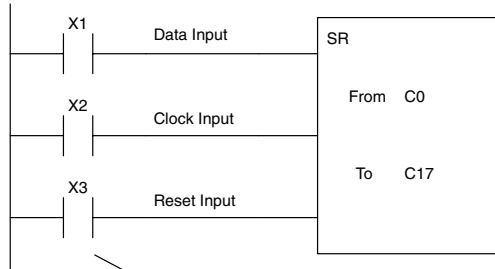 X1
Data Input
SR
X2
Clock Input
From C0
X3
Reset Input
To C17